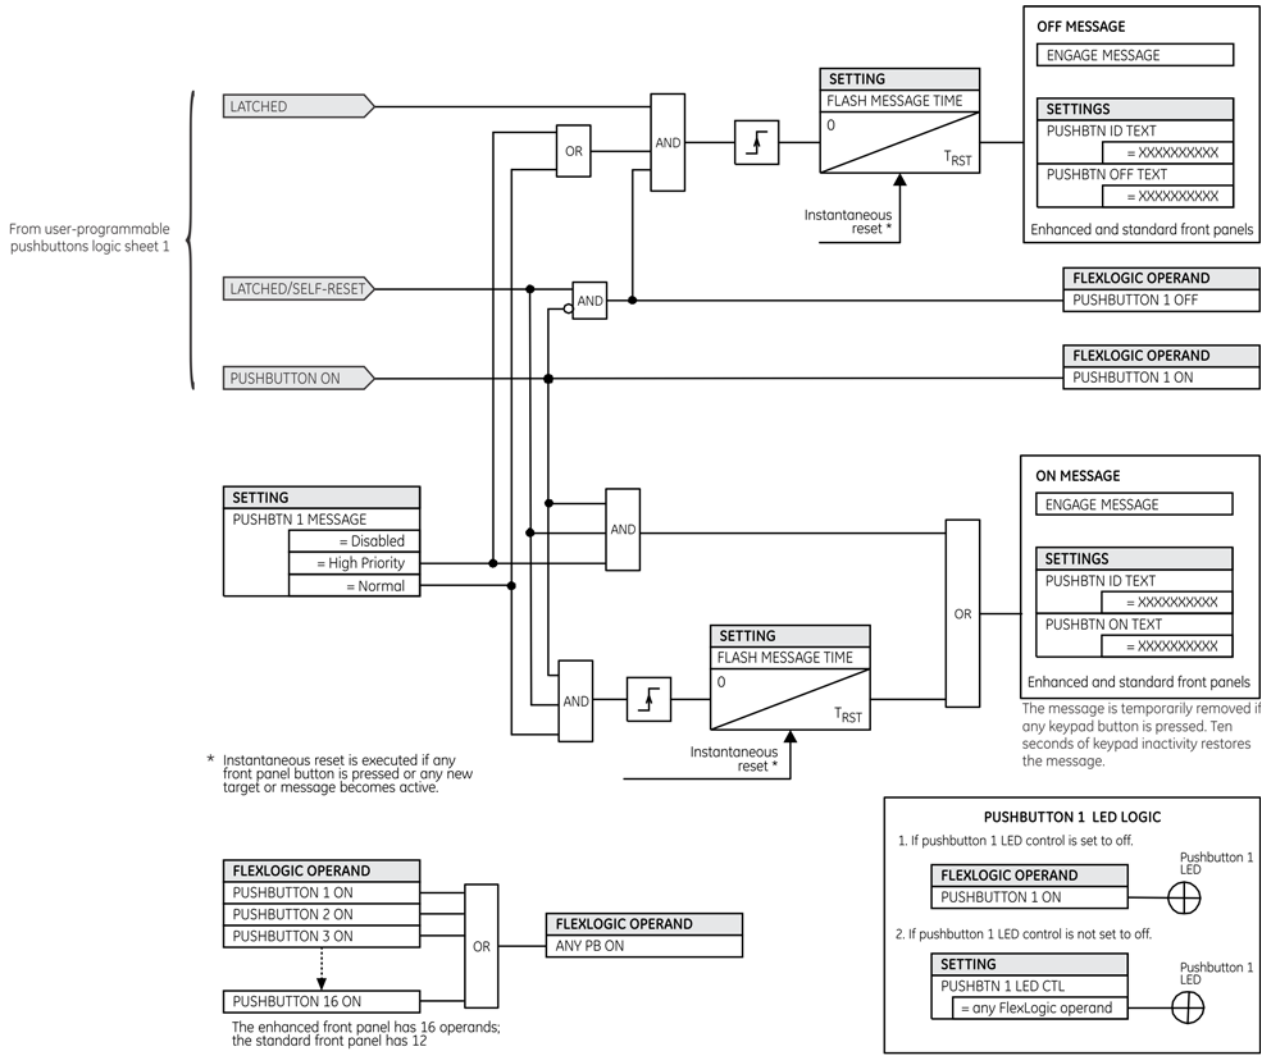 OFF MESSAGE
ENGAGE MESSAGE
SETTING
FLASH MESSAGE TIME
0
TRST
Instantaneous
reset *
SETTINGS
PUSHBTN ID TEXT
= XXXXXXXXXX
PUSHBTN OFF TEXT
= XXXXXXXXXX
Enhanced and standard front panels
LATCHED
OR
AND
From user-programmable
pushbuttons logic sheet 1
LATCHED/SELF-RESET
AND
FLEXLOGIC OPERAND
PUSHBUTTON 1 OFF
PUSHBUTTON ON
FLEXLOGIC OPERAND
PUSHBUTTON 1 ON
SETTING
PUSHBTN 1 MESSAGE
= Disabled
= High Priority
= Normal
AND
AND
SETTING
FLASH MESSAGE TIME
0
TRST
Instantaneous
reset *
OR
ON MESSAGE
ENGAGE MESSAGE
SETTINGS
PUSHBTN ID TEXT
= XXXXXXXXXX
PUSHBTN ON TEXT
= XXXXXXXXXX
Enhanced and standard front panels
The message is temporarily removed if
any keypad button is pressed. Ten
seconds of keypad inactivity restores
the message.
* Instantaneous reset is executed if any
front panel button is pressed or any new
target or message becomes active.
FLEXLOGIC OPERAND
PUSHBUTTON 1 ON
PUSHBUTTON 2 ON
PUSHBUTTON 3 ON
PUSHBUTTON 16 ON
OR
FLEXLOGIC OPERAND
ANY PB ON
The enhanced front panel has 16 operands;
the standard front panel has 12
PUSHBUTTON 1 LED LOGIC
1. If pushbutton 1 LED control is set to off.
FLEXLOGIC OPERAND
PUSHBUTTON 1 ON
Pushbutton 1
LED
2. If pushbutton 1 LED control is not set to off.
SETTING
PUSHBTN 1 LED CTL
= any FlexLogic operand
Pushbutton 1
LED